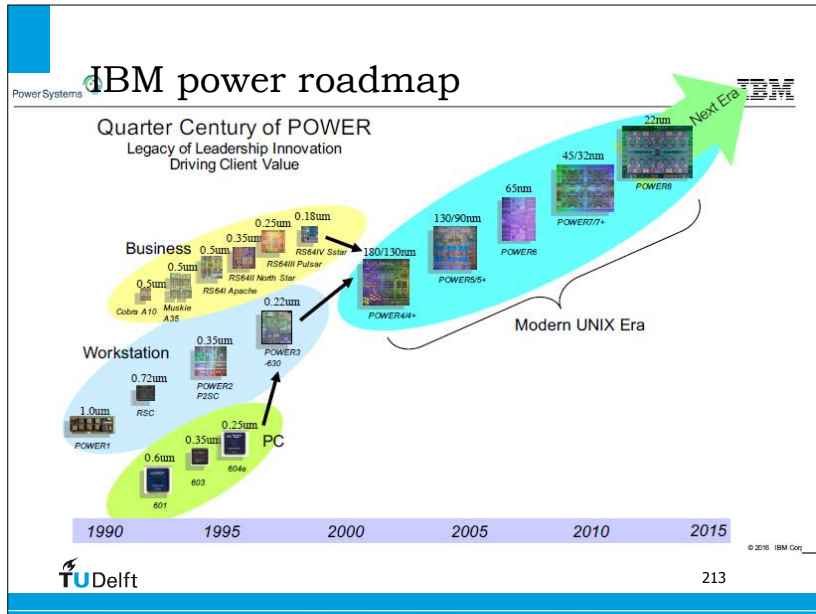 IBM power roadmap
Power Systems
IBM
Quarter Century of POWER
Legacy of Leadership Innovation
Driving Client Value
Next Era
22nm
POWER8
45/32nm
POWER7/7+
65nm
POWER6
130/90nm
POWER5/5+
180/130nm
POWER4/4+
Modern UNIX Era
Business
0.5um
Cobra A10
0.5um
Muskie
A35
0.5um
RS64I Apache
0.35um
RS64II North Star
0.25um
RS64III Pulsar
0.18um
RS64IV Sstar
Workstation
1.0um
POWER1
0.72um
RSC
0.35um
POWER2
P2SC
0.22um
POWER3
-630
PC
0.6um
601
0.35um
603
0.25um
604e
1990 1995 2000 2005 2010 2015
© 2016 IBM Corp
TUDelft
213